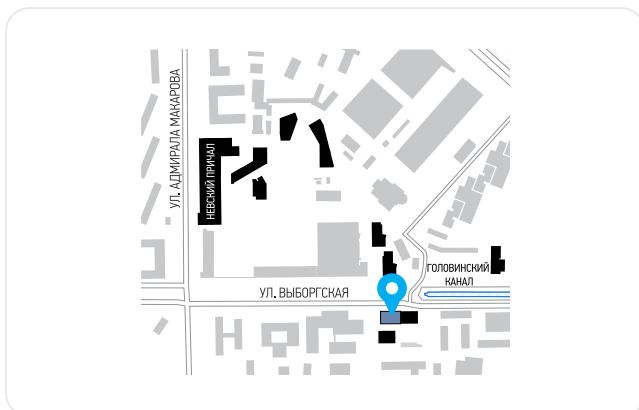 УЛ. АДМИРАЛА МАКАРОВА
НЕВСКИЙ ПРИЧАЛ
ГОЛОВИНСКИЙ
КАНАЛ
УЛ. ВЫБОРГСКАЯ